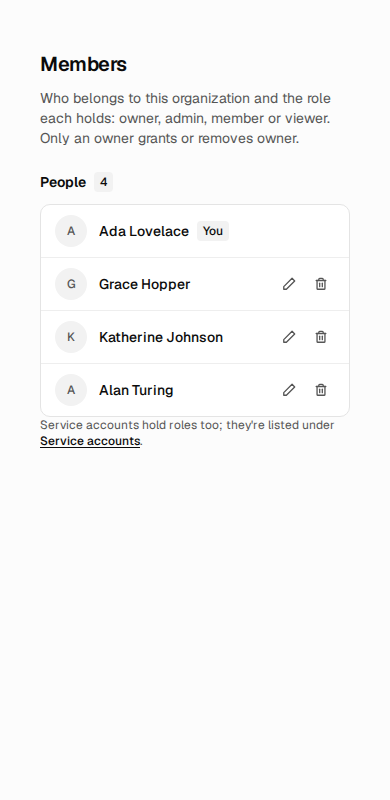 Members
Who belongs to this organization and the role
each holds: owner, admin, member or viewer.
Only an owner grants or removes owner.
People 4
A Ada Lovelace You
G Grace Hopper
K Katherine Johnson
A Alan Turing
Service accounts hold roles too; they're listed under
Service accounts.